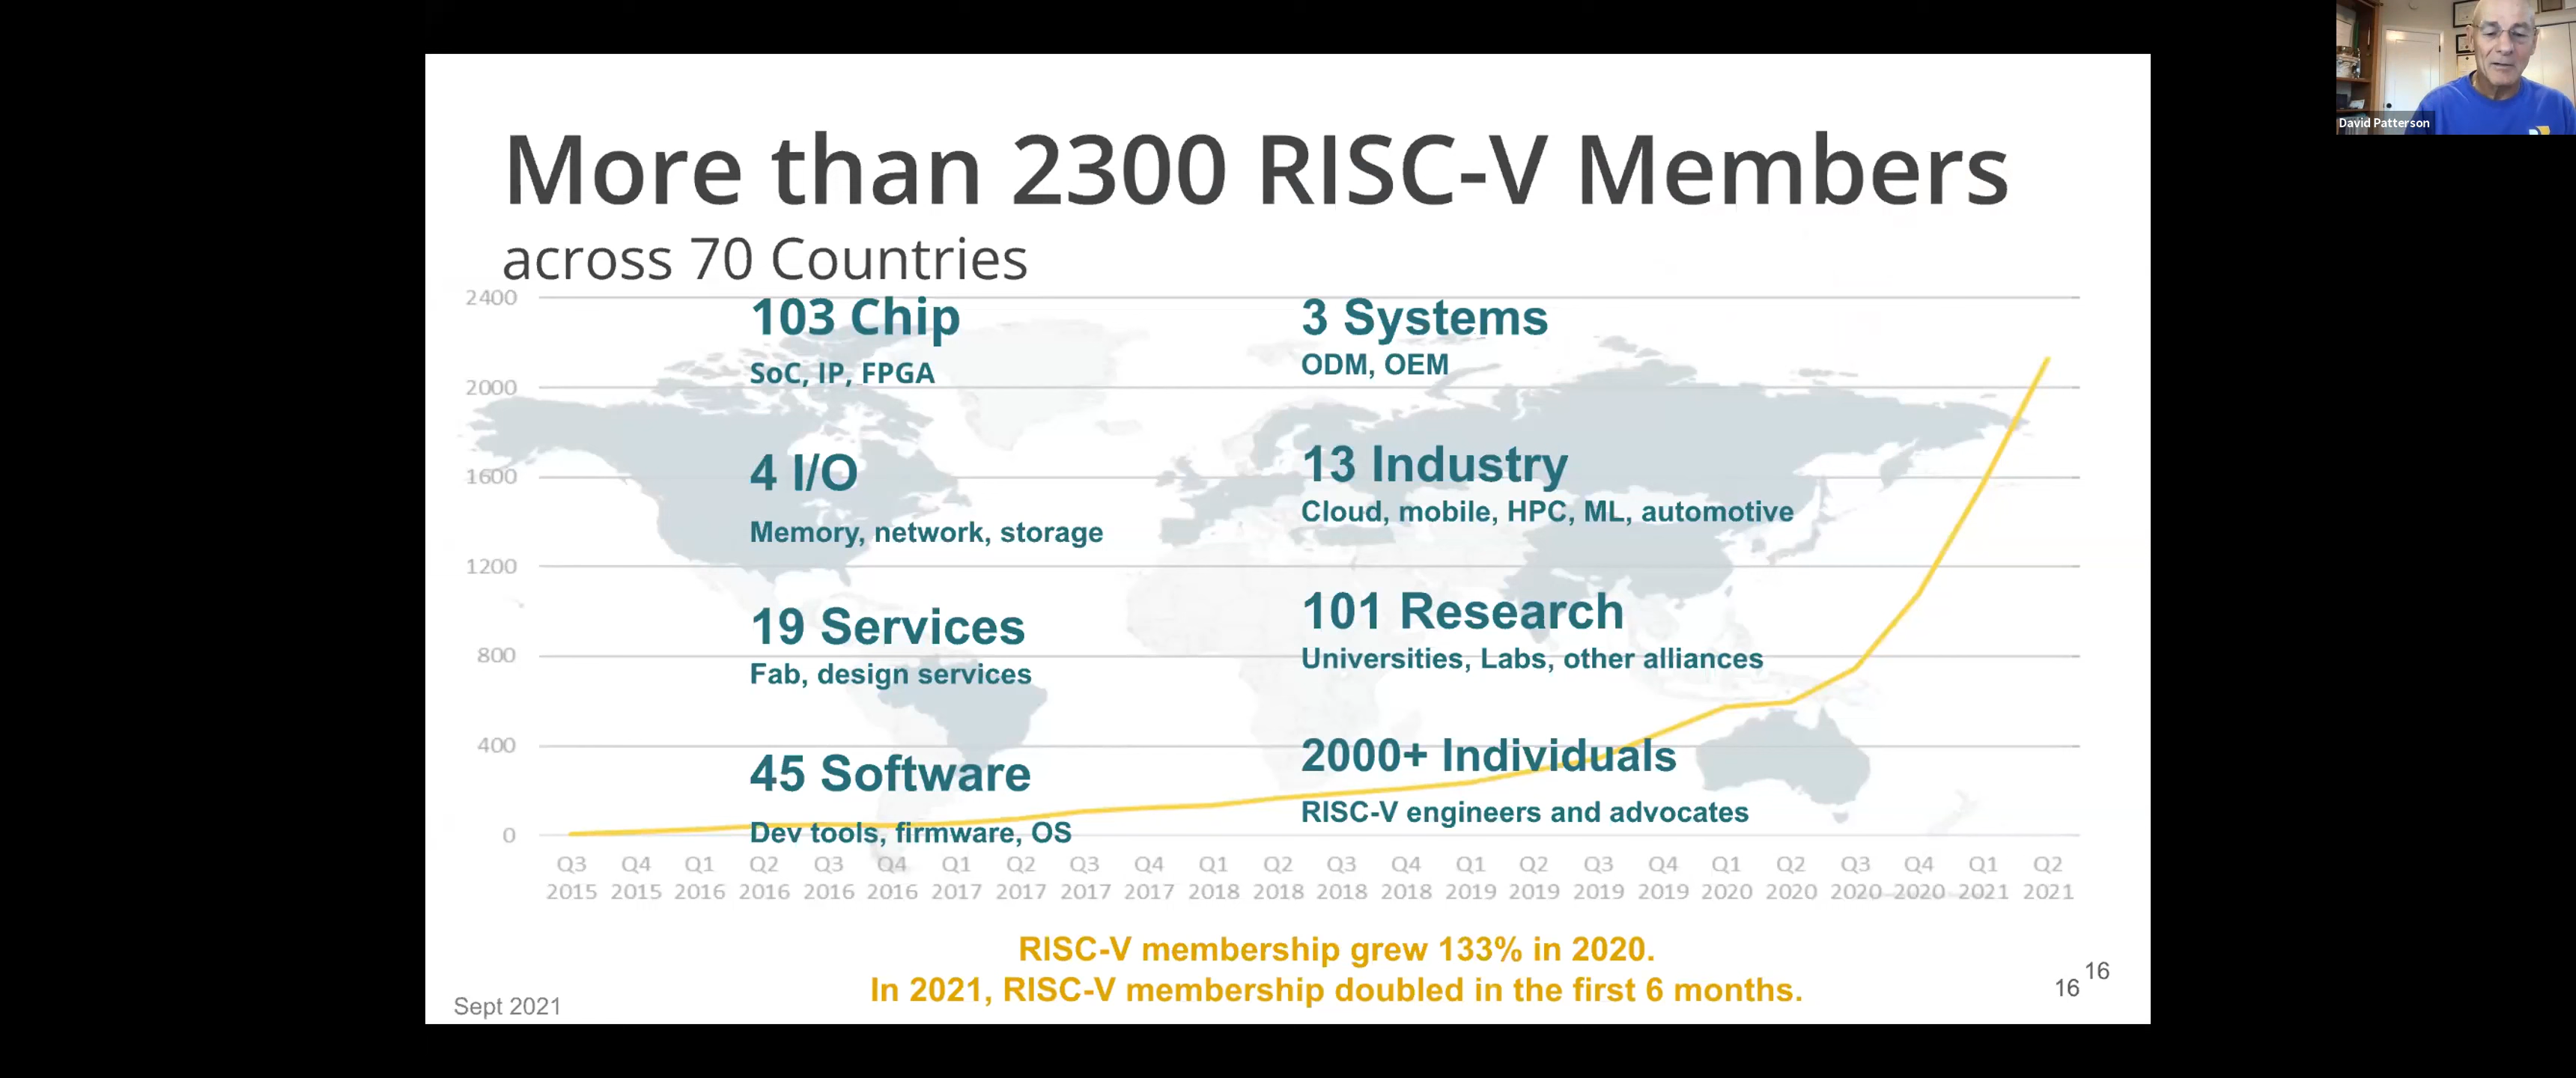 David Patterson
More than 2300 RISC-V Members
across 70 Countries
2400
2000
1600
1200
800
400
0
103 Chip
SoC, IP, FPGA
4 I/O
Memory, network, storage
19 Services
Fab, design services
45 Software
Dev tools, firmware, OS
3 Systems
ODM, OEM
13 Industry
Cloud, mobile, HPC, ML, automotive
101 Research
Universities, Labs, other alliances
2000+ Individuals
RISC-V engineers and advocates
Q3 Q4 Q1 Q2 Q3 Q4 Q1 Q2 Q3 Q4 Q1 Q2 Q3 Q4 Q1 Q2 Q3 Q4 Q1 Q2 Q3 Q4 Q1 Q2
2015 2015 2016 2016 2016 2016 2017 2017 2017 2017 2018 2018 2018 2018 2019 2019 2019 2019 2020 2020 2020 2020 2021 2021
RISC-V membership grew 133% in 2020.
In 2021, RISC-V membership doubled in the first 6 months.
Sept 2021
16
16